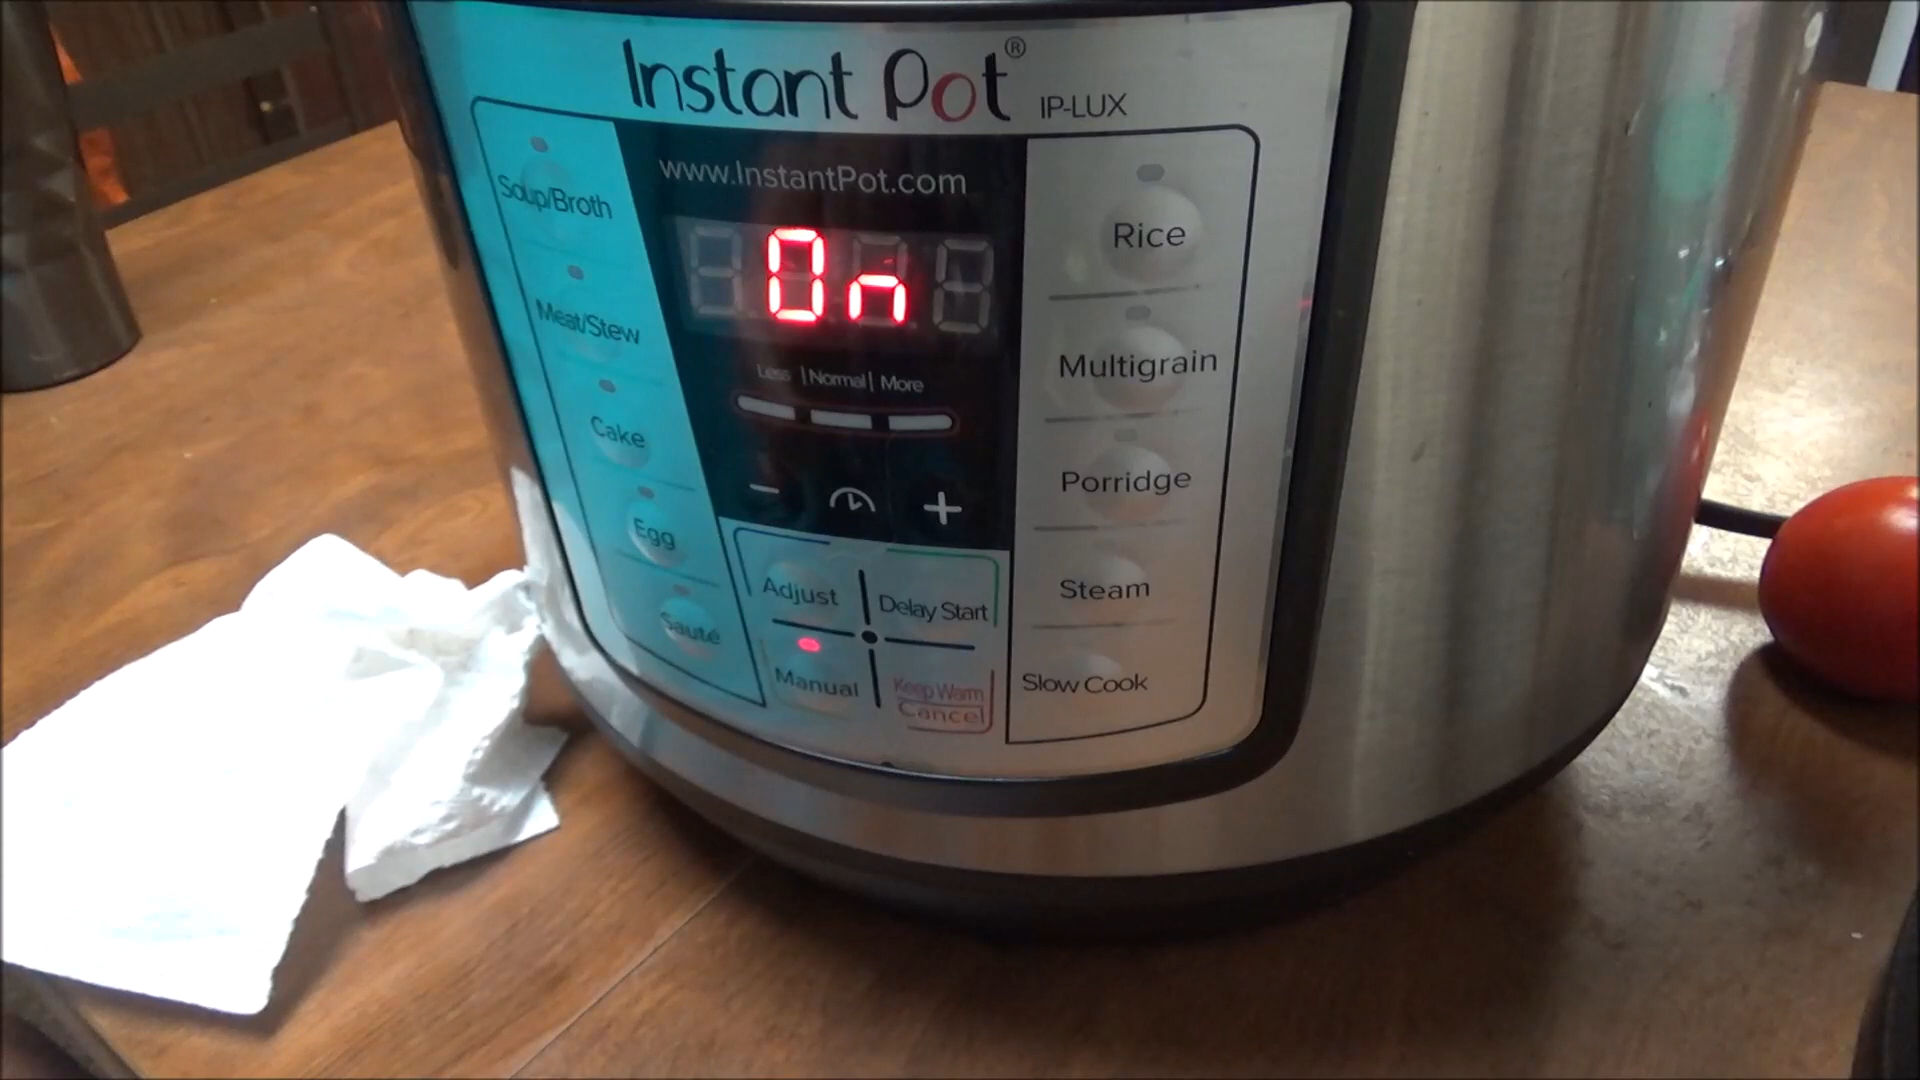 Instant Pot® IP-LUX
www.InstantPot.com
On
Less | Normal | More
- +
Soup/Broth
Meat/Stew
Cake
Egg
Sauté
Adjust
Delay Start
Manual
Keep Warm
Cancel
Rice
Multigrain
Porridge
Steam
Slow Cook